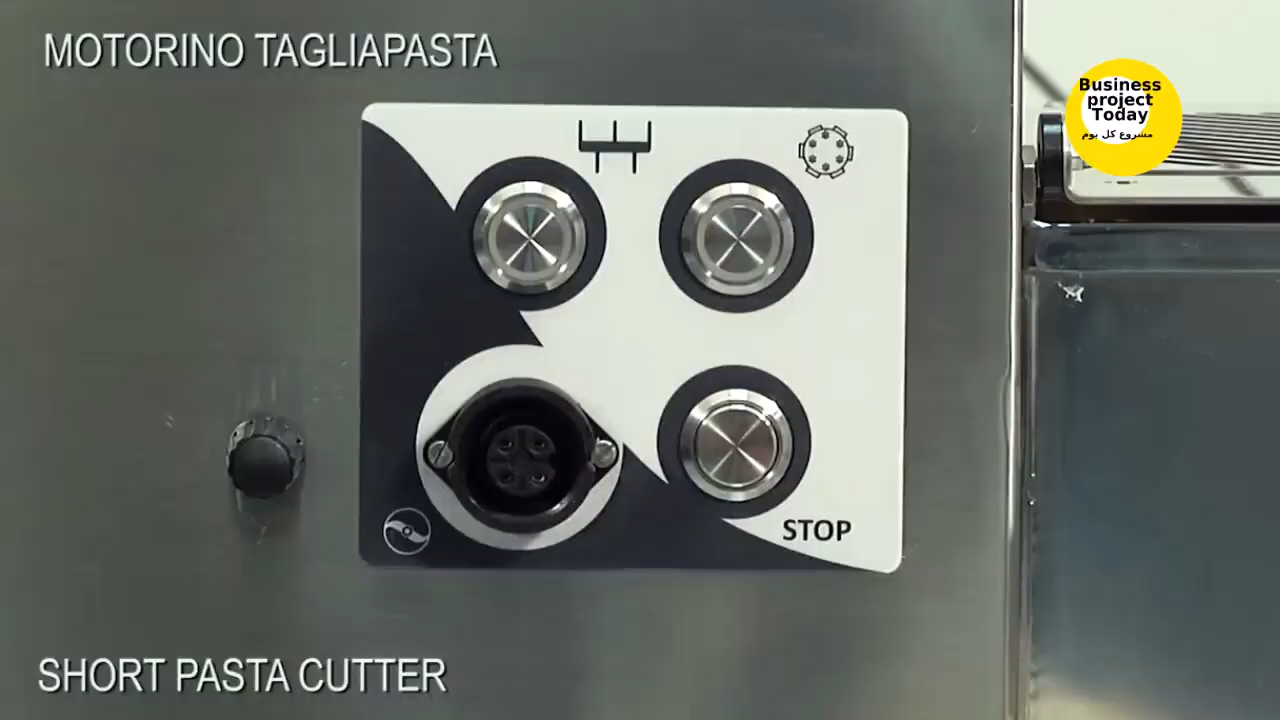 MOTORINO TAGLIAPASTA
Business
project
Today
مشروع كل يوم
STOP
SHORT PASTA CUTTER